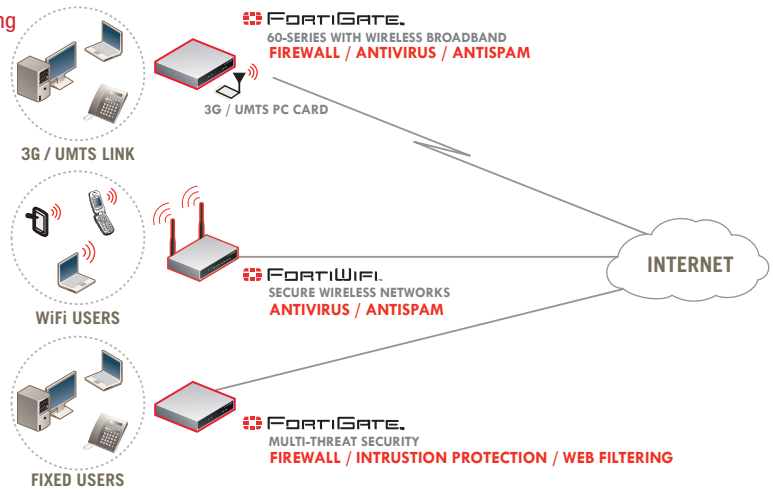 ng
FORTIGATE.
60-SERIES WITH WIRELESS BROADBAND
FIREWALL / ANTIVIRUS / ANTISPAM
3G / UMTS PC CARD
3G / UMTS LINK
INTERNET
FORTIWIFI.
SECURE WIRELESS NETWORKS
ANTIVIRUS / ANTISPAM
WiFi USERS
FORTIGATE.
MULTI-THREAT SECURITY
FIREWALL / INTRUSTION PROTECTION / WEB FILTERING
FIXED USERS